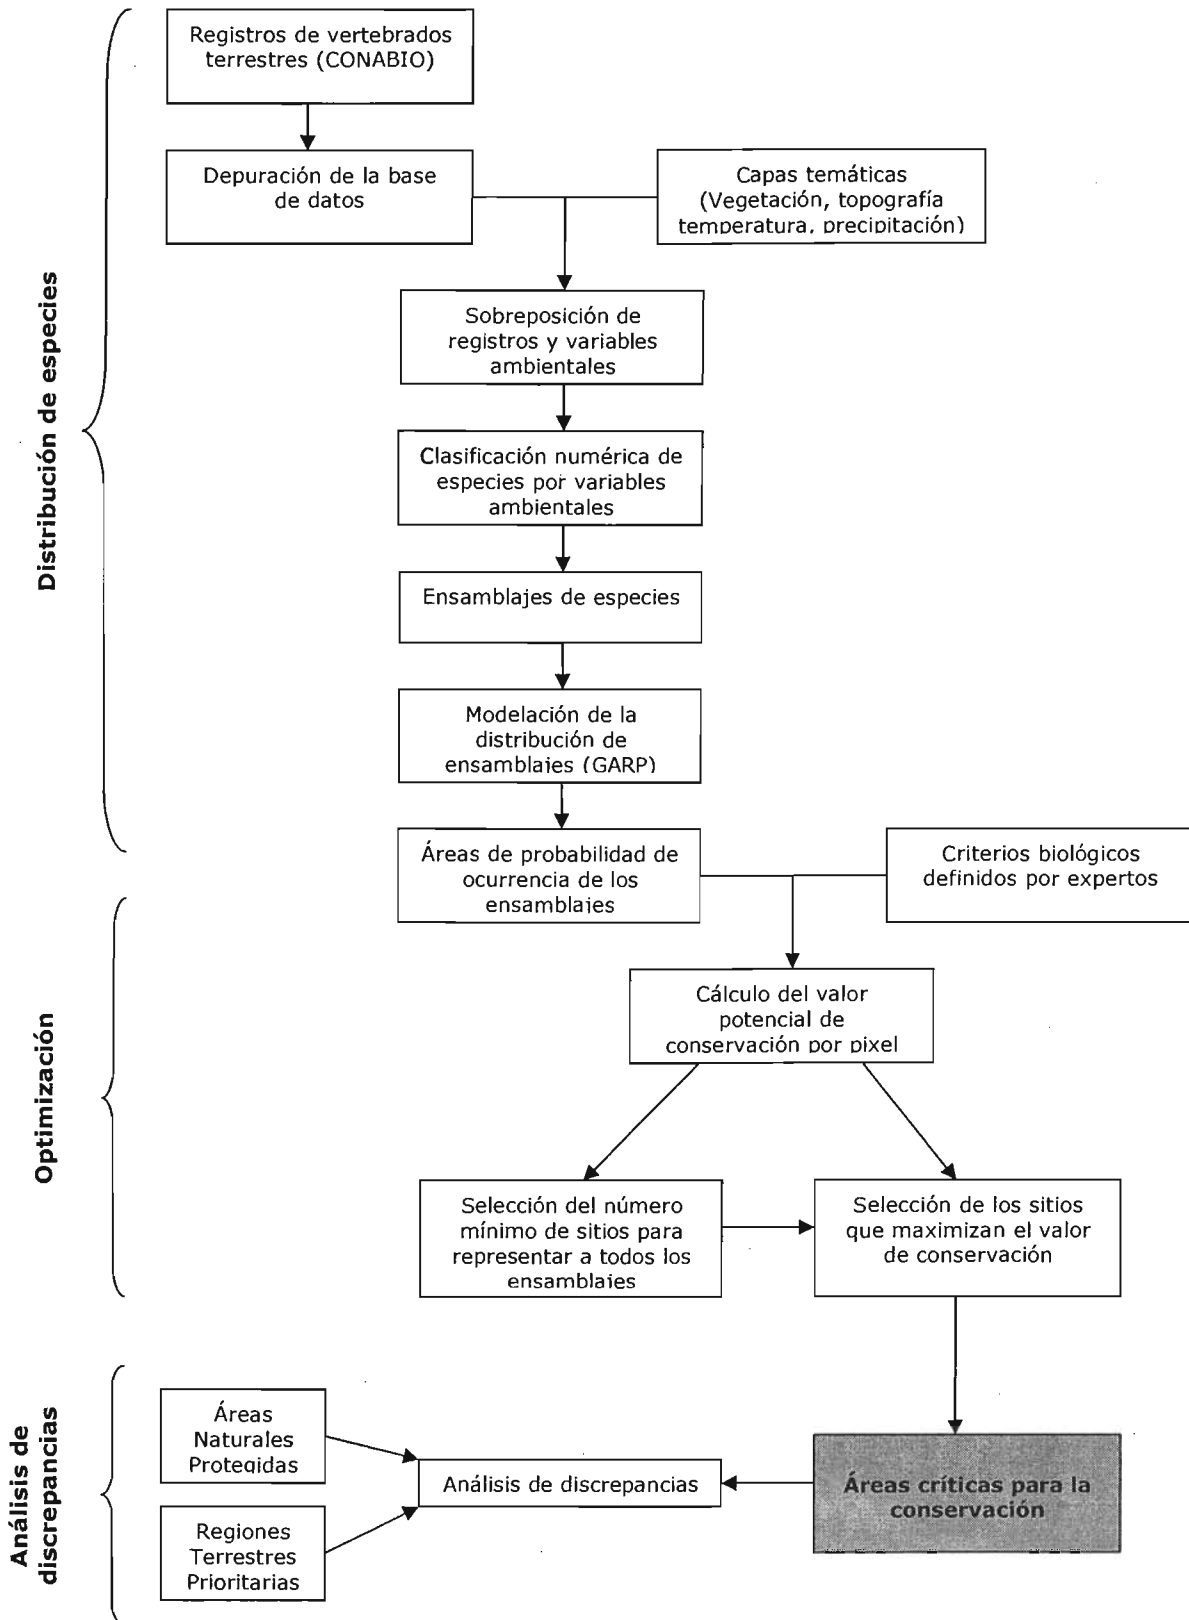 Distribución de especies
Registros de vertebrados
terrestres (CONABIO)
Depuración de la base
de datos
Capas temáticas
(Vegetación, topografía
temperatura, precipitación)
Sobreposición de
registros y variables
ambientales
Clasificación numérica de
especies por variables
ambientales
Ensamblajes de especies
Modelación de la
distribución de
ensamblajes (GARP)
Áreas de probabilidad de
ocurrencia de los
ensamblajes
Criterios biológicos
definidos por expertos
Optimización
Cálculo del valor
potencial de
conservación por pixel
Selección del número
mínimo de sitios para
representar a todos los
ensamblajes
Selección de los sitios
que maximizan el valor
de conservación
Análisis de
discrepancias
Áreas
Naturales
Protegidas
Regiones
Terrestres
Prioritarias
Análisis de discrepancias
Áreas críticas para la
conservación